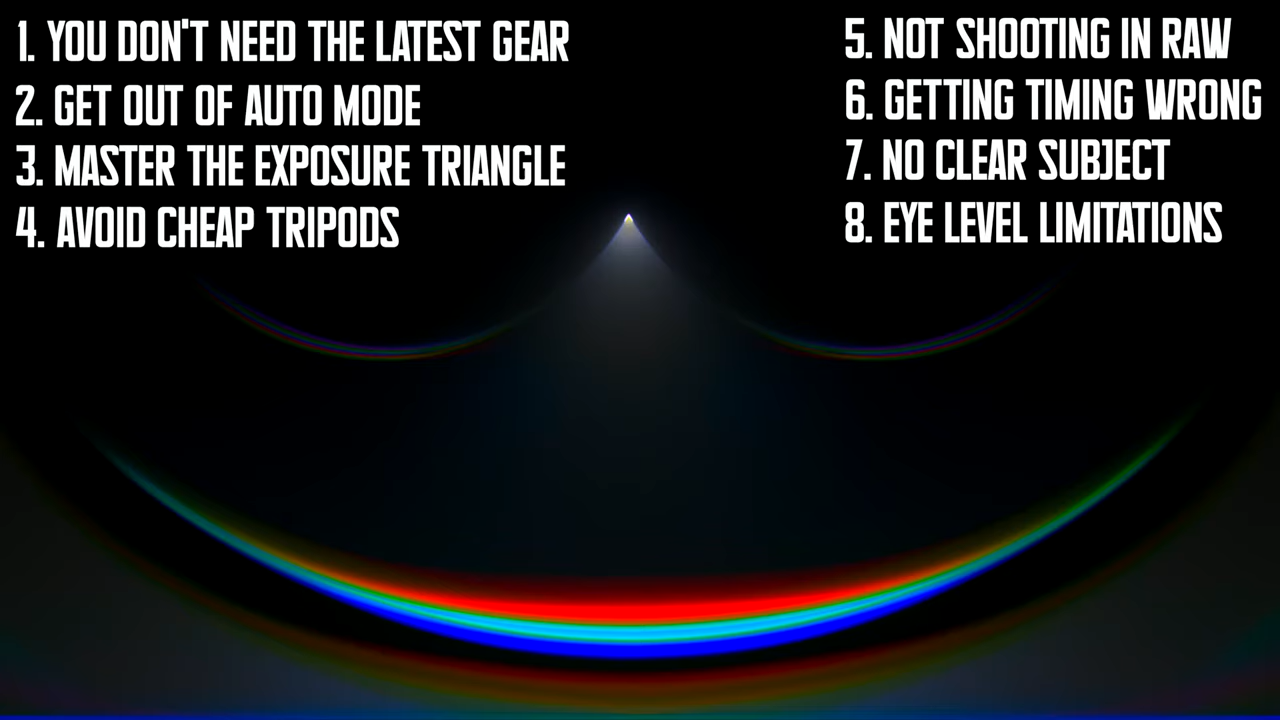 1. YOU DON'T NEED THE LATEST GEAR
2. GET OUT OF AUTO MODE
3. MASTER THE EXPOSURE TRIANGLE
4. AVOID CHEAP TRIPODS
5. NOT SHOOTING IN RAW
6. GETTING TIMING WRONG
7. NO CLEAR SUBJECT
8. EYE LEVEL LIMITATIONS